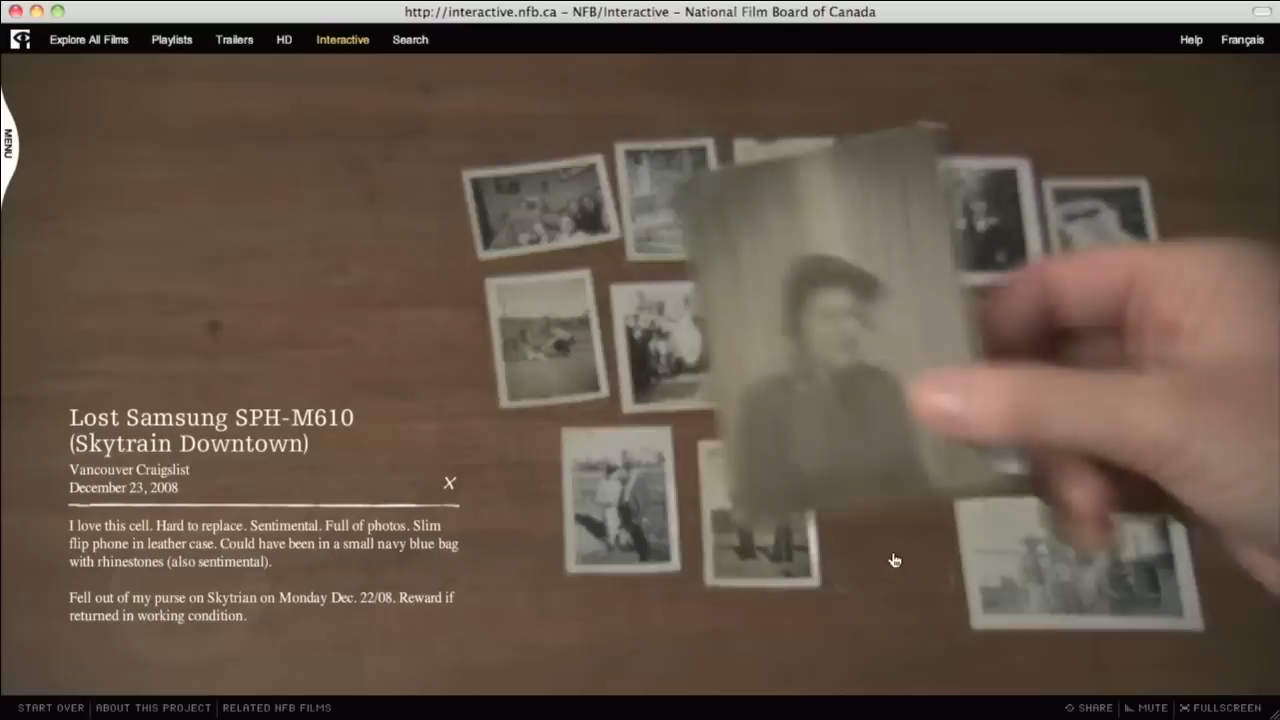 http://interactive.nfb.ca – NFB/Interactive – National Film Board of Canada
Explore All Films Playlists Trailers HD Interactive Search Help Français
MENU
Lost Samsung SPH-M610
(Skytrain Downtown)
Vancouver Craigslist
December 23, 2008
X
I love this cell. Hard to replace. Sentimental. Full of photos. Slim
flip phone in leather case. Could have been in a small navy blue bag
with rhinestones (also sentimental).
Fell out of my purse on Skytrian on Monday Dec. 22/08. Reward if
returned in working condition.
START OVER ABOUT THIS PROJECT RELATED NFB FILMS SHARE MUTE FULLSCREEN